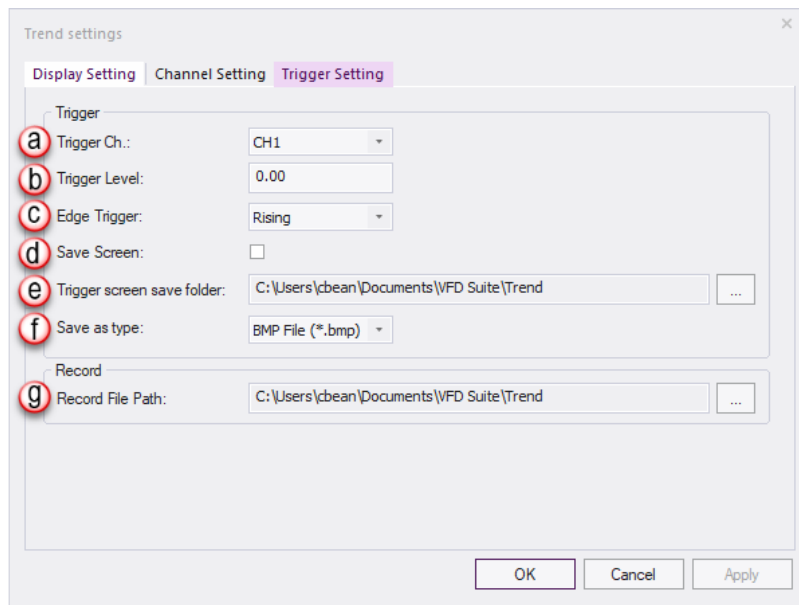 Trend settings
Display Setting Channel Setting Trigger Setting
Trigger
a Trigger Ch.: CH1
b Trigger Level: 0.00
c Edge Trigger: Rising
d Save Screen:
e Trigger screen save folder: C:\Users\cbean\Documents\VFD Suite\Trend ...
f Save as type: BMP File (*.bmp)
Record
g Record File Path: C:\Users\cbean\Documents\VFD Suite\Trend ...
OK Cancel Apply